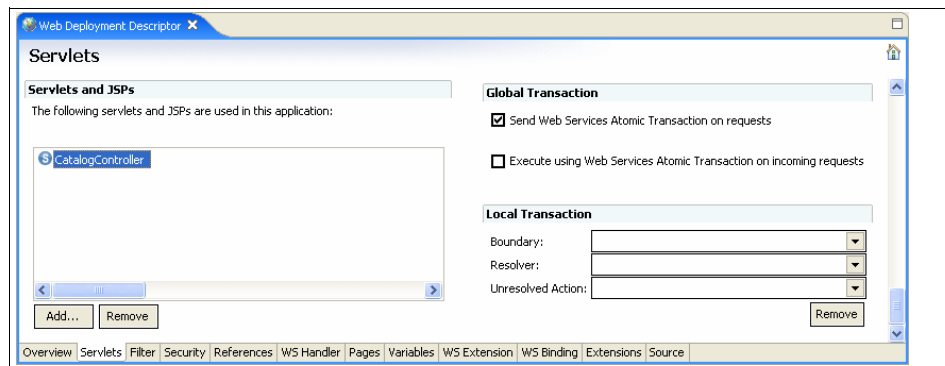 Web Deployment Descriptor
Servlets
Servlets and JSPs
The following servlets and JSPs are used in this application:
CatalogController
Add... Remove
Global Transaction
Send Web Services Atomic Transaction on requests
Execute using Web Services Atomic Transaction on incoming requests
Local Transaction
Boundary:
Resolver:
Unresolved Action:
Remove
Overview Servlets Filter Security References WS Handler Pages Variables WS Extension WS Binding Extensions Source